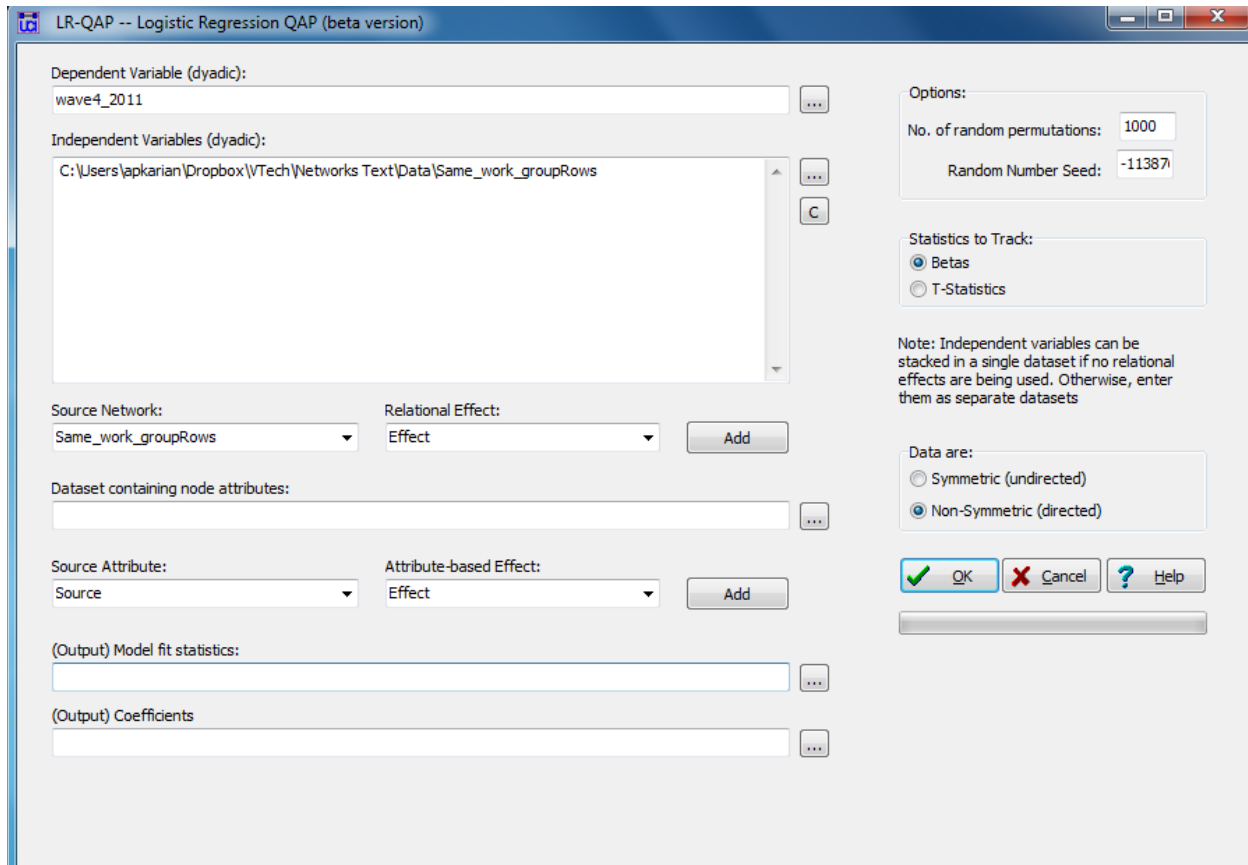 LR-QAP -- Logistic Regression QAP (beta version)
Dependent Variable (dyadic):
wave4_2011
...
Independent Variables (dyadic):
C:\Users\apkarian\Dropbox\VTech\Networks Text\Data\Same_work_groupRows
...
C
Source Network:
Relational Effect:
Same_work_groupRows
Effect
Add
Dataset containing node attributes:
...
Source Attribute:
Attribute-based Effect:
Source
Effect
Add
(Output) Model fit statistics:
...
(Output) Coefficients
...
Options:
No. of random permutations:
1000
Random Number Seed:
-11387
Statistics to Track:
Betas
T-Statistics
Note: Independent variables can be
stacked in a single dataset if no relational
effects are being used. Otherwise, enter
them as separate datasets
Data are:
Symmetric (undirected)
Non-Symmetric (directed)
OK
Cancel
? Help